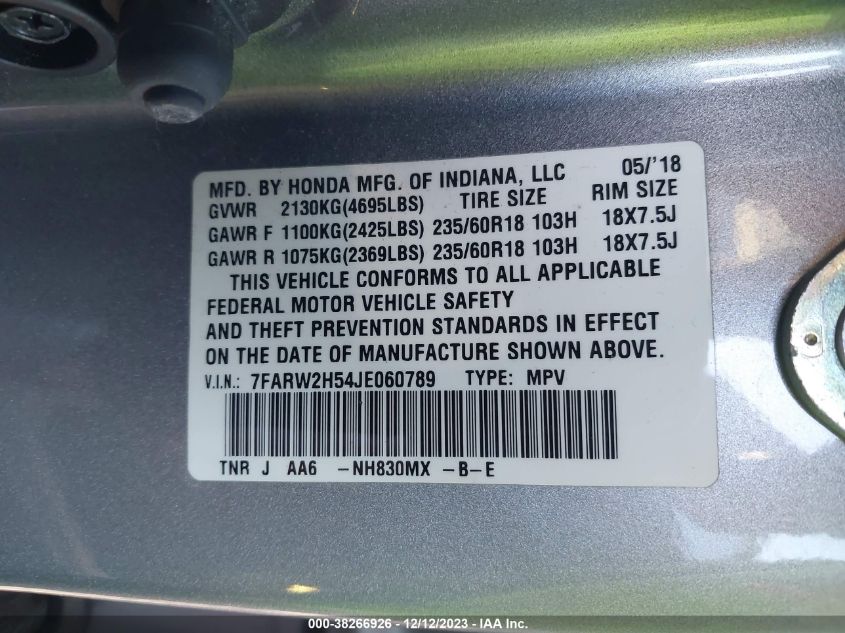 MFD. BY HONDA MFG. OF INDIANA, LLC 05/'18
GVWR 2130KG(4695LBS) TIRE SIZE RIM SIZE
GAWR F 1100KG(2425LBS) 235/60R18 103H 18X7.5J
GAWR R 1075KG(2369LBS) 235/60R18 103H 18X7.5J
THIS VEHICLE CONFORMS TO ALL APPLICABLE
FEDERAL MOTOR VEHICLE SAFETY
AND THEFT PREVENTION STANDARDS IN EFFECT
ON THE DATE OF MANUFACTURE SHOWN ABOVE.
V.I.N.: 7FARW2H54JE060789 TYPE: MPV
TNR J AA6 -NH830MX -B-E
000-38266926 - 12/12/2023 - IAA Inc.